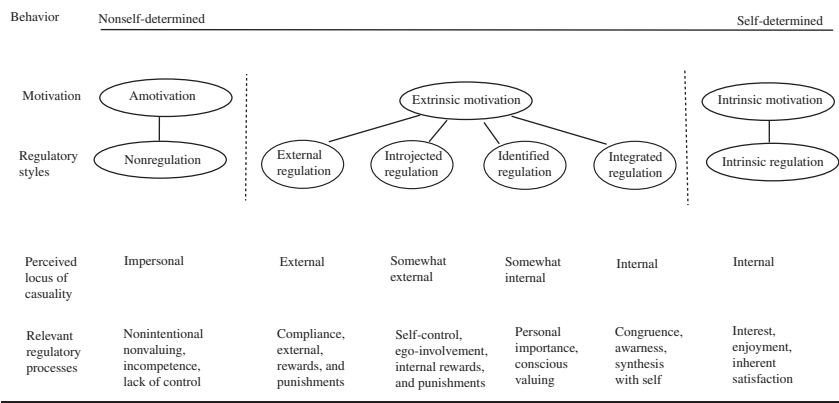 Behavior Nonself-determined Self-determined
Motivation Amotivation Extrinsic motivation Intrinsic motivation
Regulatory
styles
Nonregulation
External
regulation
Introjected
regulation
Identified
regulation
Integrated
regulation
Intrinsic regulation
Perceived
locus of
casuality
Impersonal
External
Somewhat
external
Somewhat
internal
Internal
Internal
Relevant
regulatory
processes
Nonintentional
nonvaluing,
incompetence,
lack of control
Compliance,
external,
rewards, and
punishments
Self-control,
ego-involvement,
internal rewards,
and punishments
Personal
importance,
conscious
valuing
Congruence,
awarness,
synthesis
with self
Interest,
enjoyment,
inherent
satisfaction